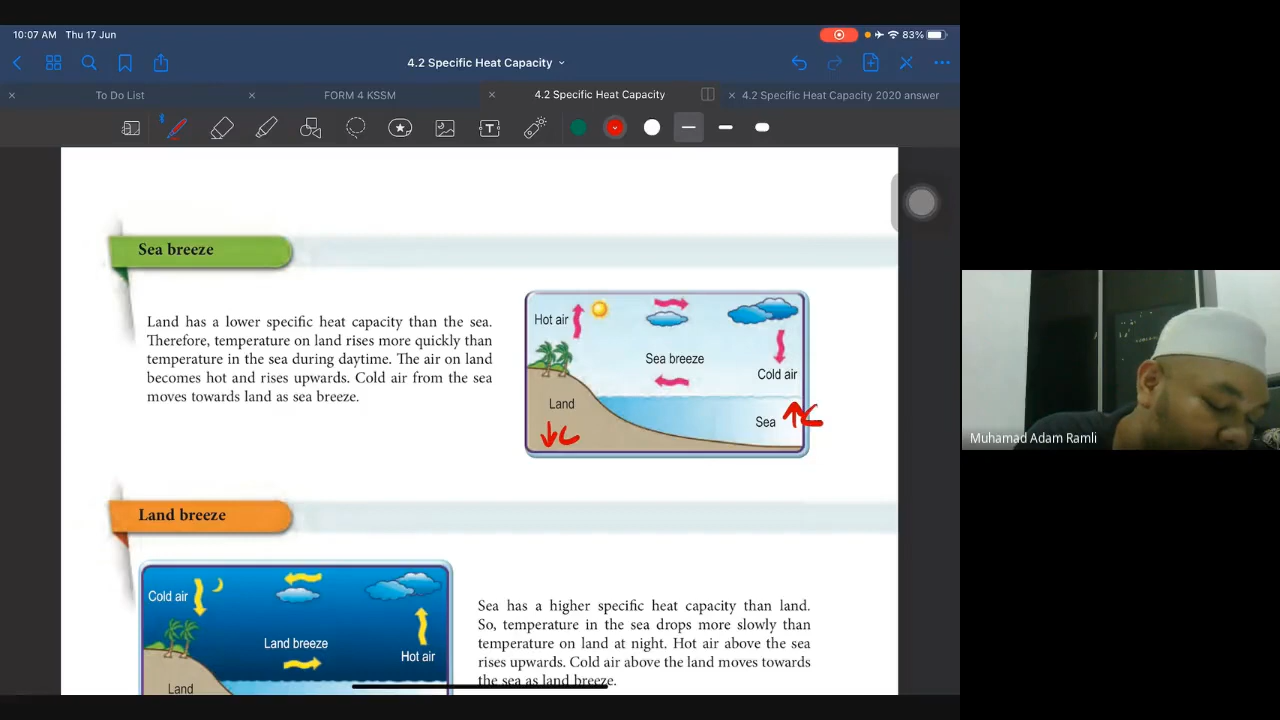 10:07 AM Thu 17 Jun
83%
4.2 Specific Heat Capacity
To Do List
FORM 4 KSSM
4.2 Specific Heat Capacity
4.2 Specific Heat Capacity 2020 answer
T
Sea breeze
Land has a lower specific heat capacity than the sea.
Therefore, temperature on land rises more quickly than
temperature in the sea during daytime. The air on land
becomes hot and rises upwards. Cold air from the sea
moves towards land as sea breeze.
Hot air
Sea breeze
Cold air
Land
Sea
↓c
↑c
Land breeze
Cold air
Land breeze
Hot air
Land
Sea has a higher specific heat capacity than land.
So, temperature in the sea drops more slowly than
temperature on land at night. Hot air above the sea
rises upwards. Cold air above the land moves towards
the sea as land breeze.
Muhamad Adam Ramli